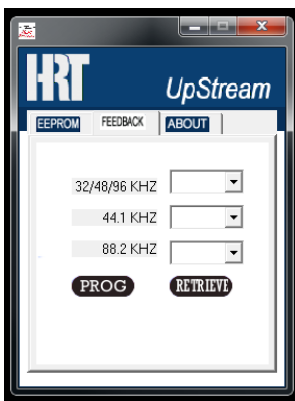 HRT
UpStream
EEPROM FEEDBACK ABOUT
32/48/96 KHZ
44.1 KHZ
88.2 KHZ
PROG RETRIEVE